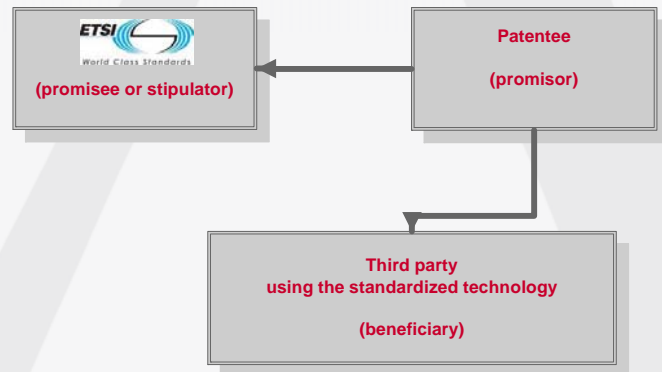 ETSI
World Class Standards
(promisee or stipulator)
Patentee
(promisor)
Third party
using the standardized technology
(beneficiary)